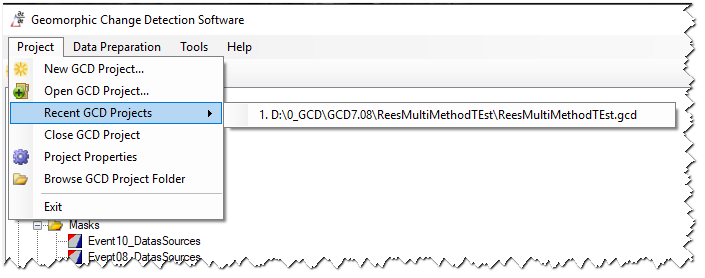 Geomorphic Change Detection Software
Project Data Preparation Tools Help
New GCD Project...
Open GCD Project...
Recent GCD Projects
1. D:\0_GCD\GCD7.08\ReesMultiMethodTEst\ReesMultiMethodTEst.gcd
Close GCD Project
Project Properties
Browse GCD Project Folder
Exit
Masks
Event10_DatasSources
Event08_DatasSources